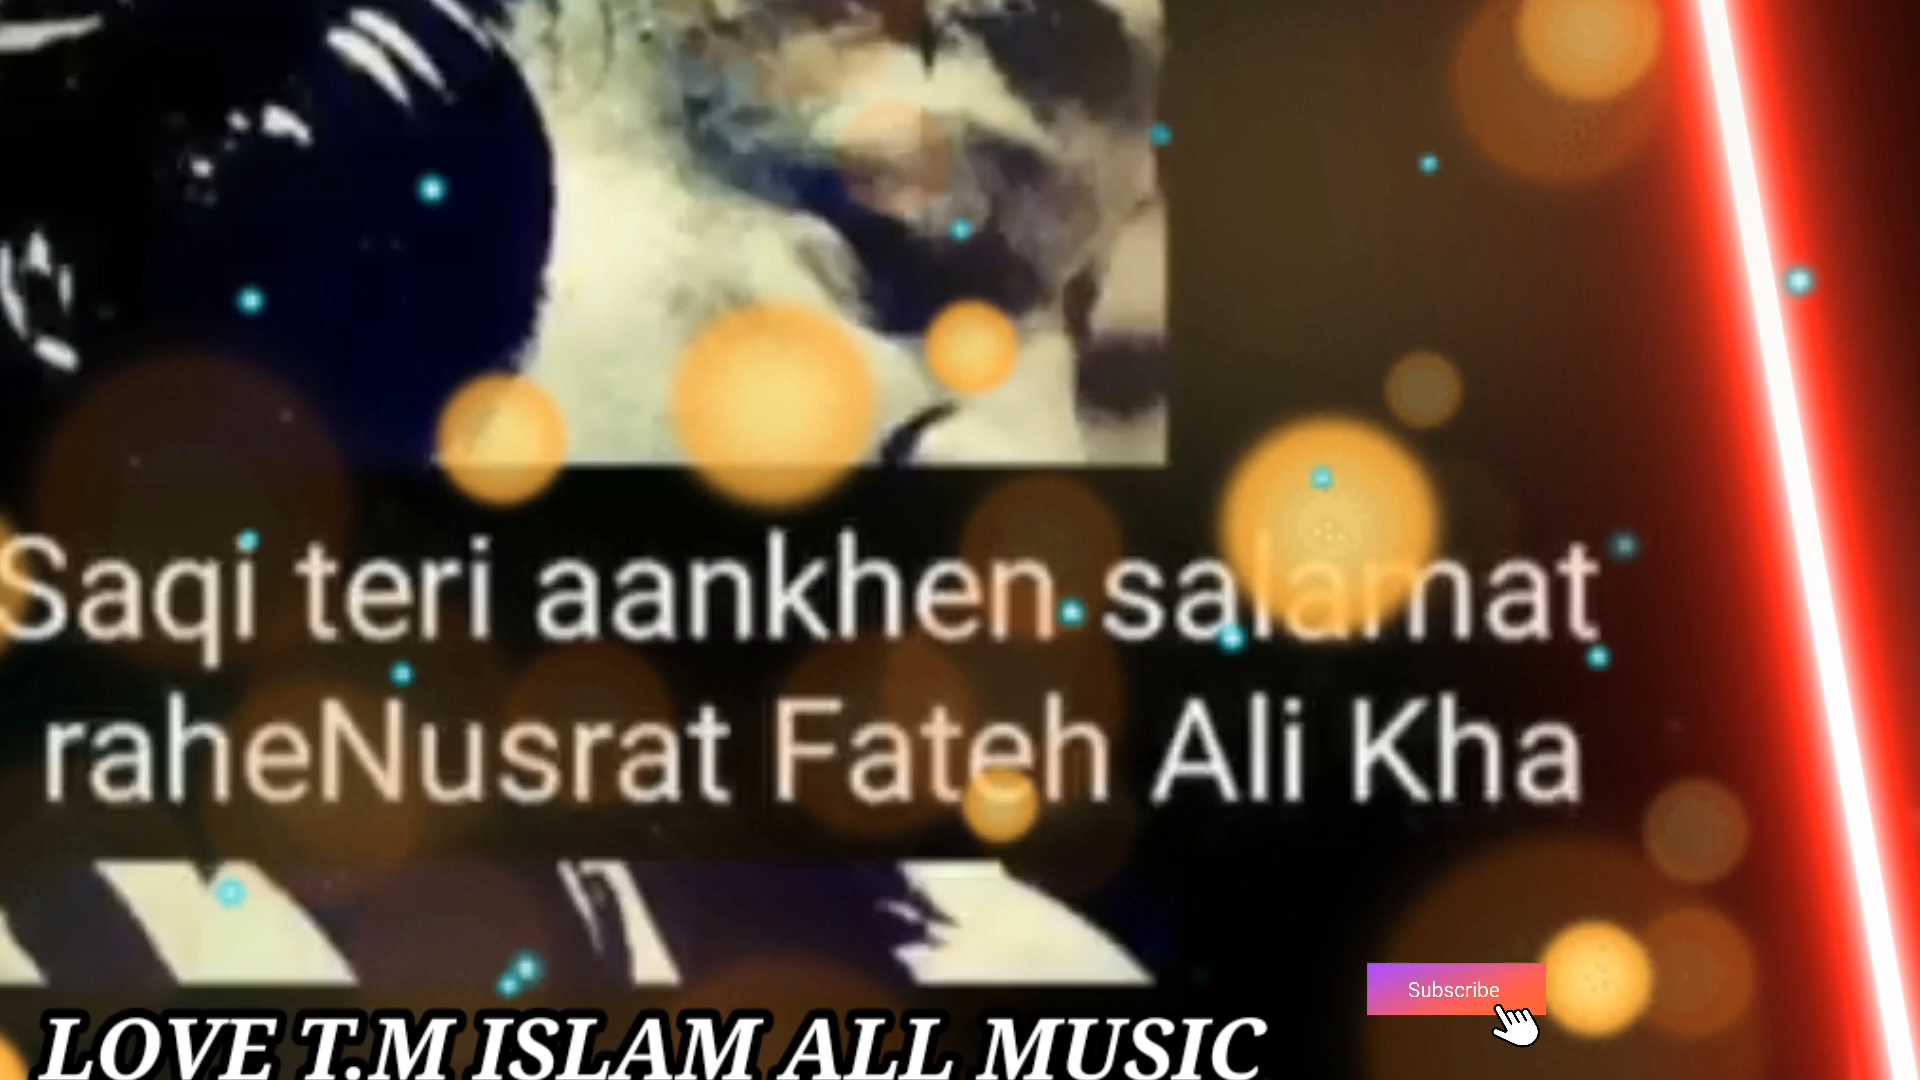 Saqi teri aankhen salamat
raheNusrat Fateh Ali Kha
LOVE T.M ISLAM ALL MUSIC
Subscribe